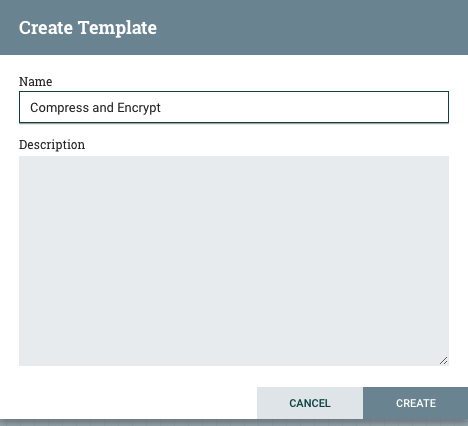 Create Template
Name
Compress and Encrypt
Description
CANCEL
CREATE